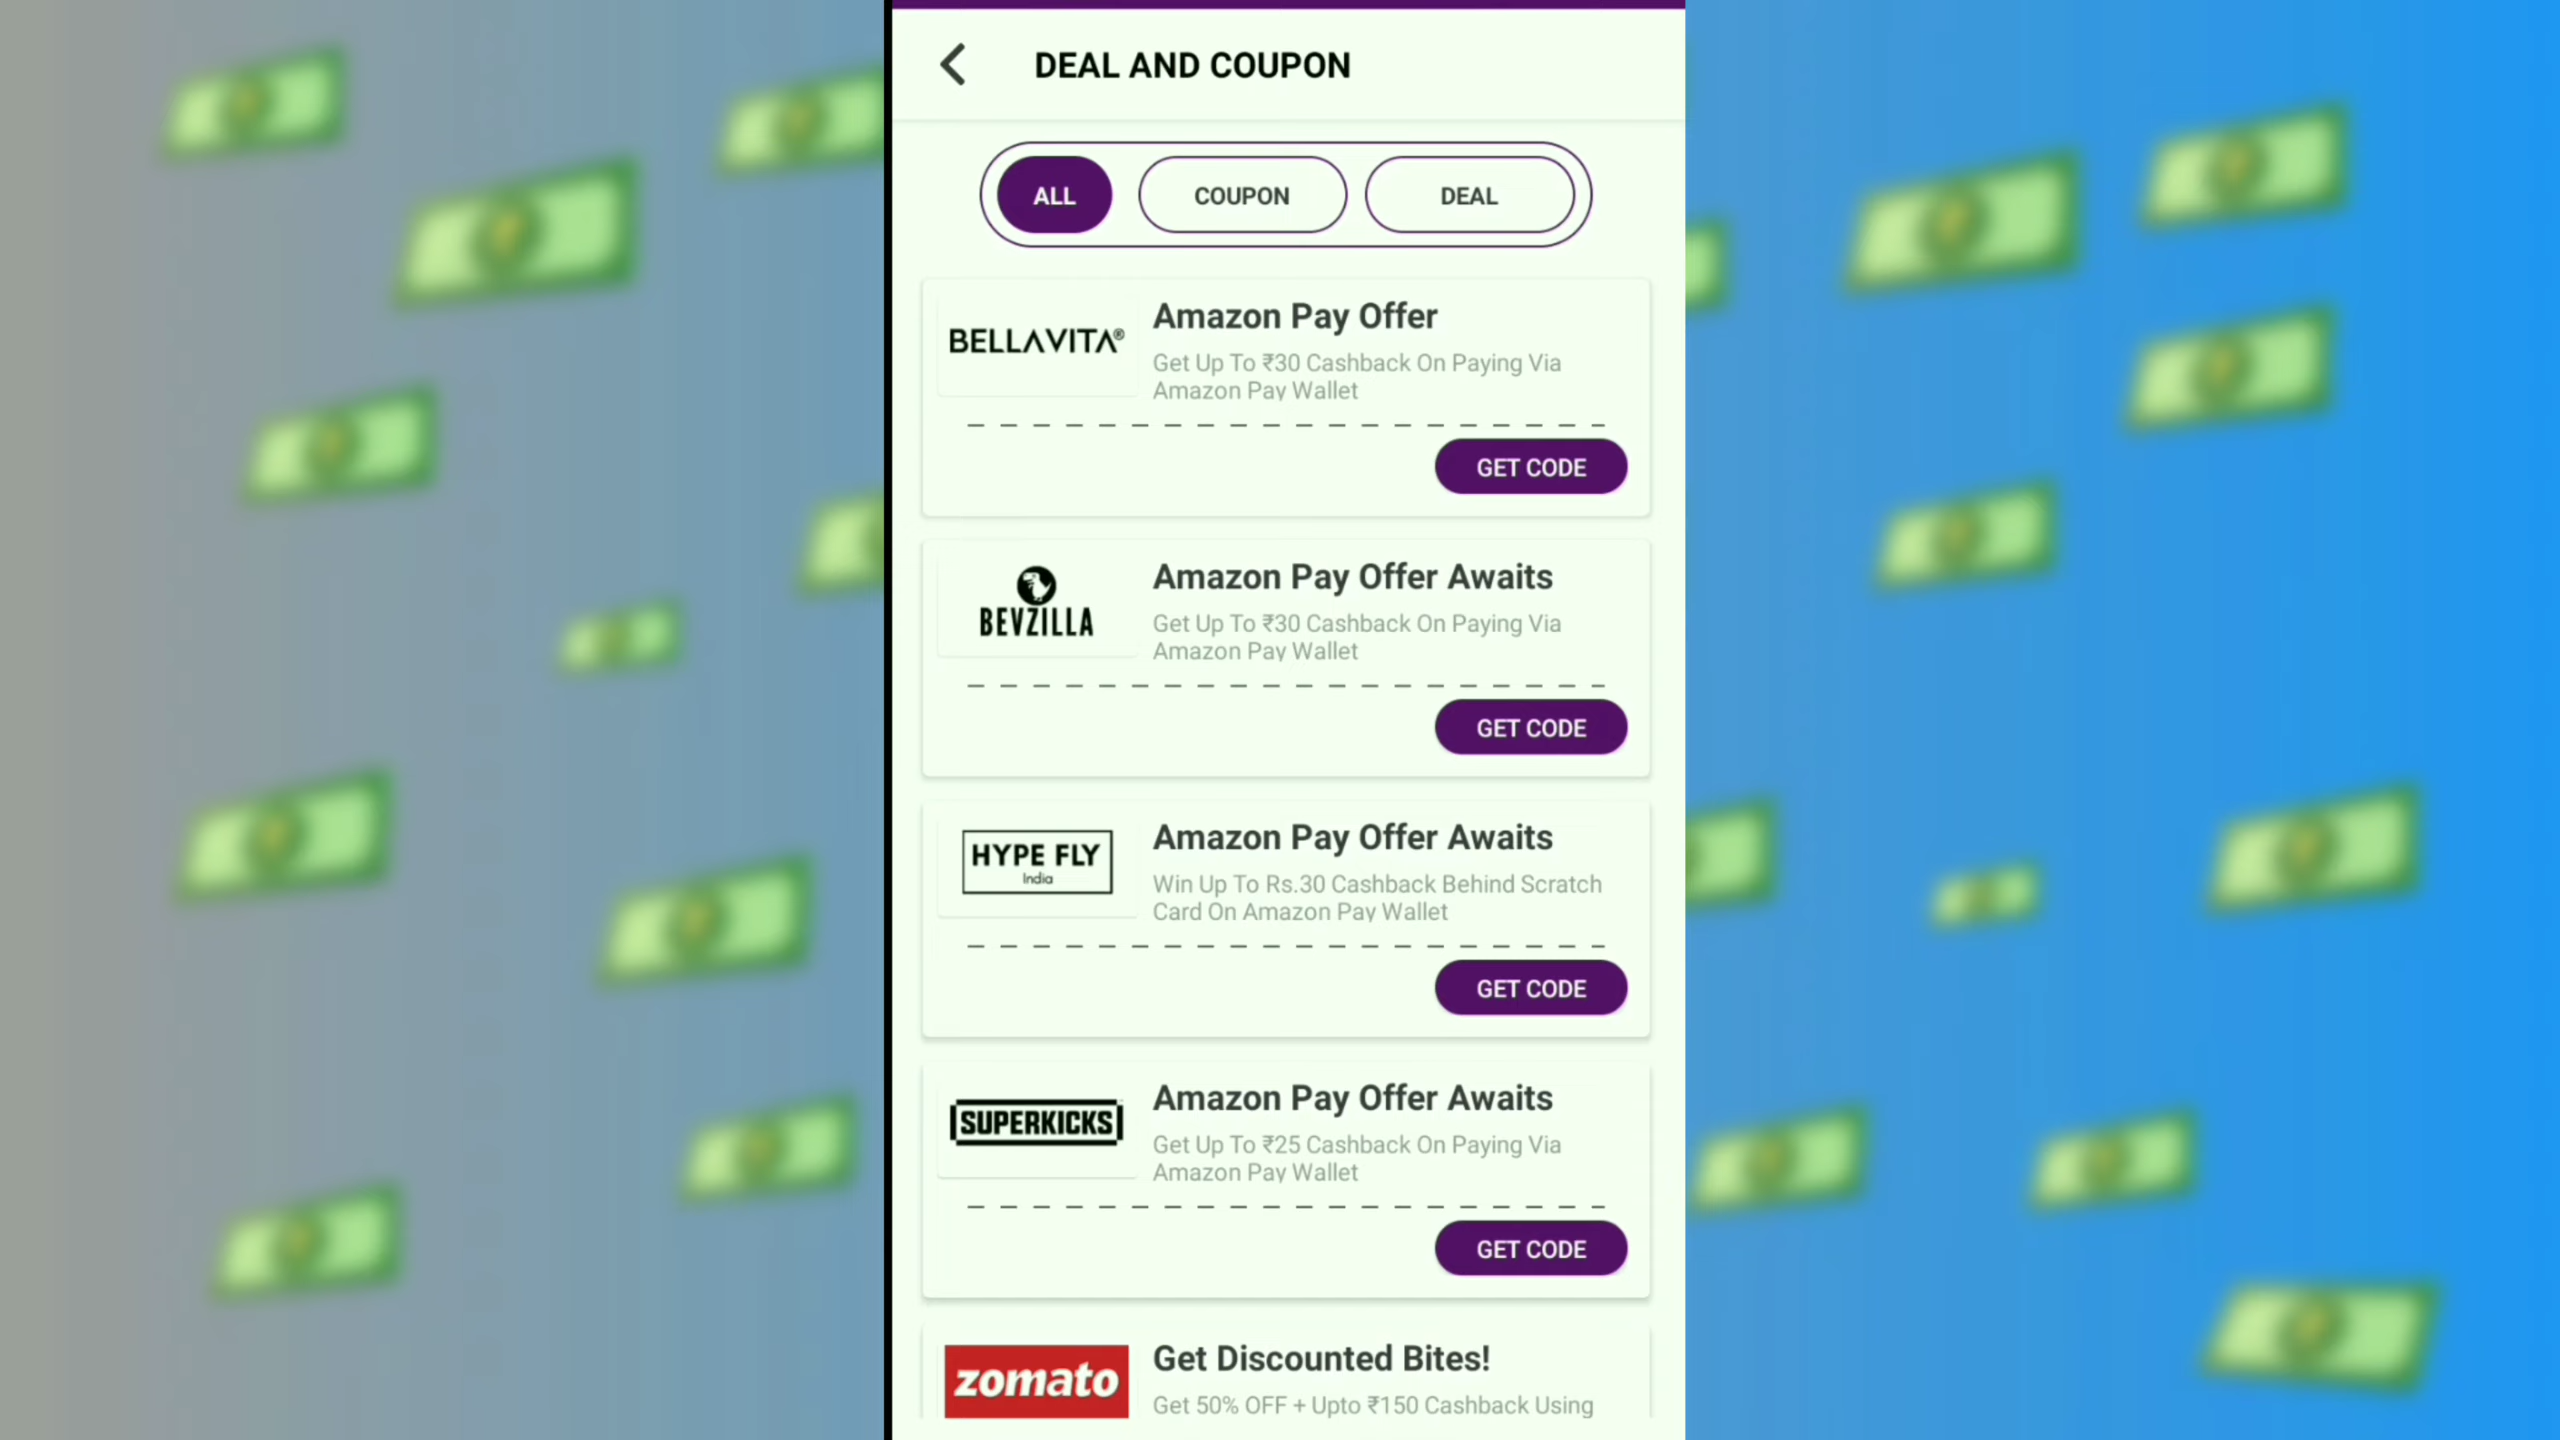 DEAL AND COUPON
ALL
COUPON
DEAL
BELLAVITA®
Amazon Pay Offer
Get Up To ₹30 Cashback On Paying Via
Amazon Pay Wallet
GET CODE
BEVZILLA
Amazon Pay Offer Awaits
Get Up To ₹30 Cashback On Paying Via
Amazon Pay Wallet
GET CODE
HYPE FLY
India
Amazon Pay Offer Awaits
Win Up To Rs.30 Cashback Behind Scratch
Card On Amazon Pay Wallet
GET CODE
SUPERKICKS
Amazon Pay Offer Awaits
Get Up To ₹25 Cashback On Paying Via
Amazon Pay Wallet
GET CODE
zomato
Get Discounted Bites!
Get 50% OFF + Upto ₹150 Cashback Using